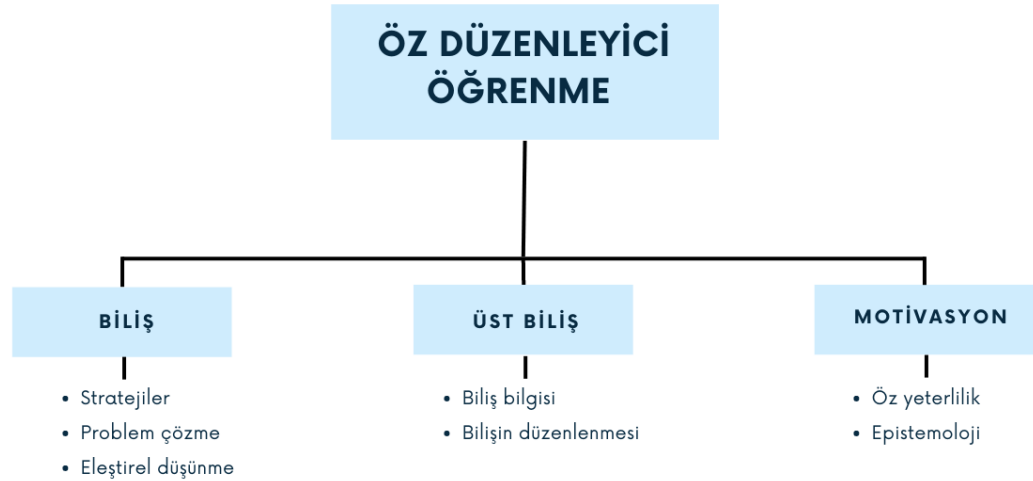 ÖZ DÜZENLEYİCİ
ÖĞRENME
BİLİŞ
ÜST BİLİŞ
MOTİVASYON
• Stratejiler
• Problem çözme
• Eleştirel düşünme
• Biliş bilgisi
• Bilişin düzenlenmesi
• Öz yeterlilik
• Epistemoloji